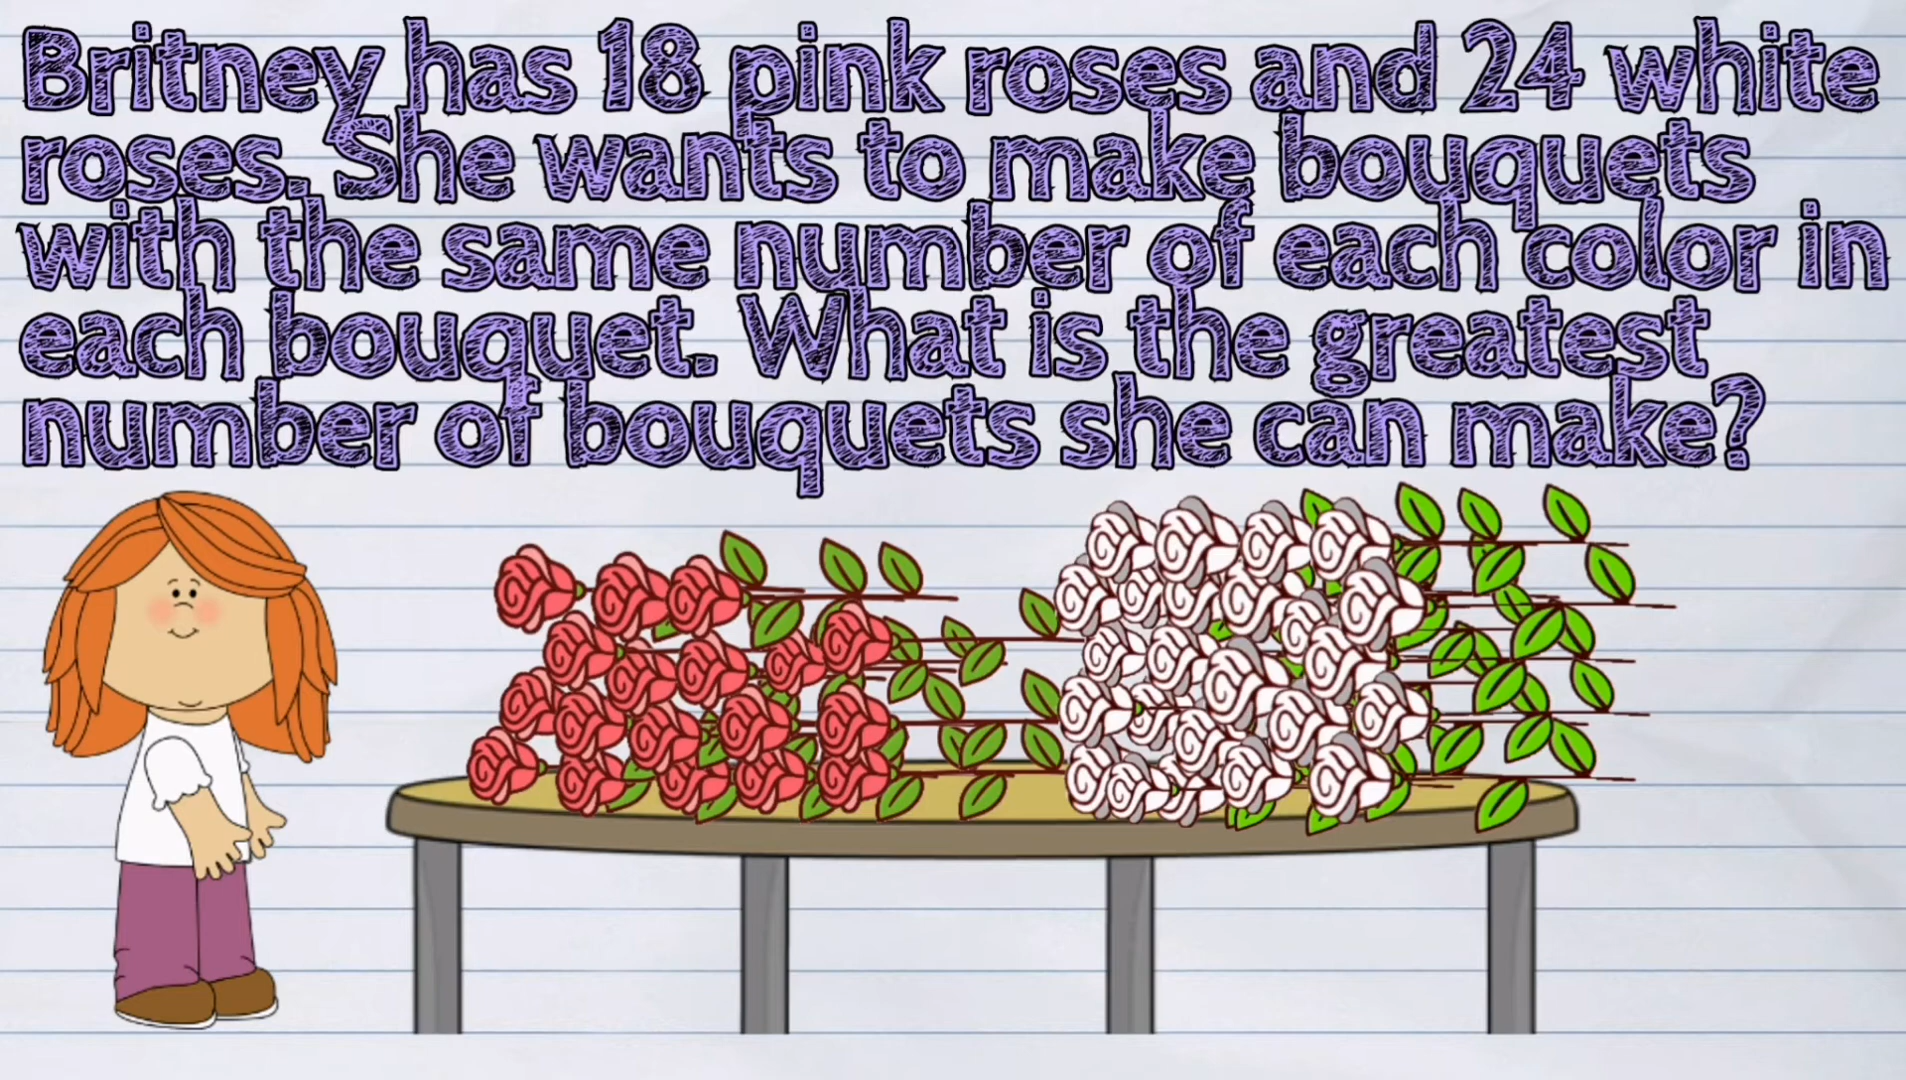 Britney has 18 pink roses and 24 white
roses. She wants to make bouquets
with the same number of each color in
each bouquet. What is the greatest
number of bouquets she can make?